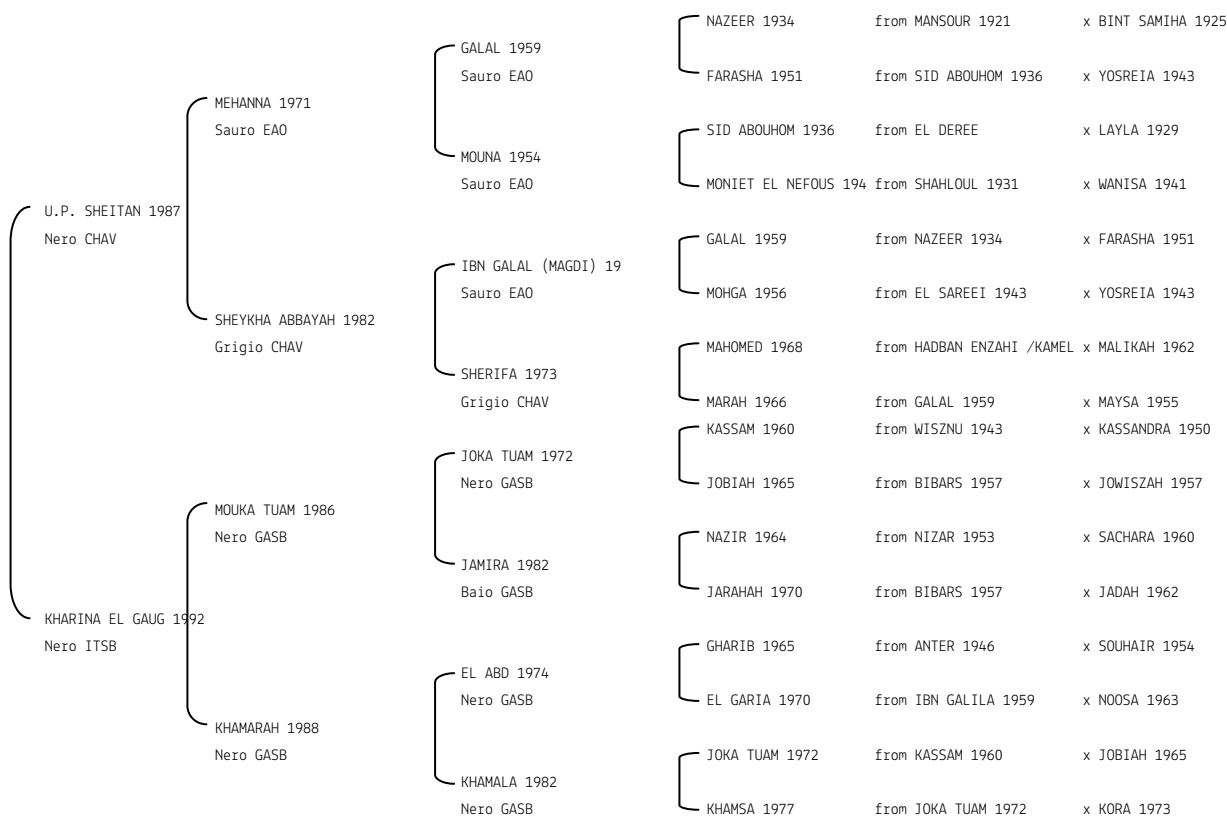 NAZEER 1934 from MANSOUR 1921 x BINT SAMIHA 1925
GALAL 1959
Sauro EAO FARASHA 1951 from SID ABOUHOM 1936 x YOSREIA 1943
MEHANNA 1971
Sauro EAO SID ABOUHOM 1936 from EL DEREE x LAYLA 1929
MOUNA 1954
Sauro EAO MONIET EL NEFOUS 194 from SHAHLOUL 1931 x WANISA 1941
U.P. SHEITAN 1987
Nero CHAV GALAL 1959 from NAZEER 1934 x FARASHA 1951
IBN GALAL (MAGDI) 19
Sauro EAO MOHGA 1956 from EL SAREEI 1943 x YOSREIA 1943
SHEYKHA ABBAYAH 1982
Grigio CHAV MAHOMED 1968 from HADBAN ENZAHI /KAMEL x MALIKAH 1962
SHERIFA 1973
Grigio CHAV MARAH 1966 from GALAL 1959 x MAYSA 1955
KASSAM 1960 from WISZNU 1943 x KASSANDRA 1950
JOKA TUAM 1972
Nero GASB JOBIAH 1965 from BIBARS 1957 x JOWISZAH 1957
MOUKA TUAM 1986
Nero GASB NAZIR 1964 from NIZAR 1953 x SACHARA 1960
JAMIRA 1982
Baio GASB JARAHAH 1970 from BIBARS 1957 x JADAH 1962
KHARINA EL GAUG 1992
Nero ITSB GHARIB 1965 from ANTER 1946 x SOUHAIR 1954
EL ABD 1974
Nero GASB EL GARIA 1970 from IBN GALILA 1959 x NOOSA 1963
KHAMARAH 1988
Nero GASB JOKA TUAM 1972 from KASSAM 1960 x JOBIAH 1965
KHAMALA 1982
Nero GASB KHAMSA 1977 from JOKA TUAM 1972 x KORA 1973